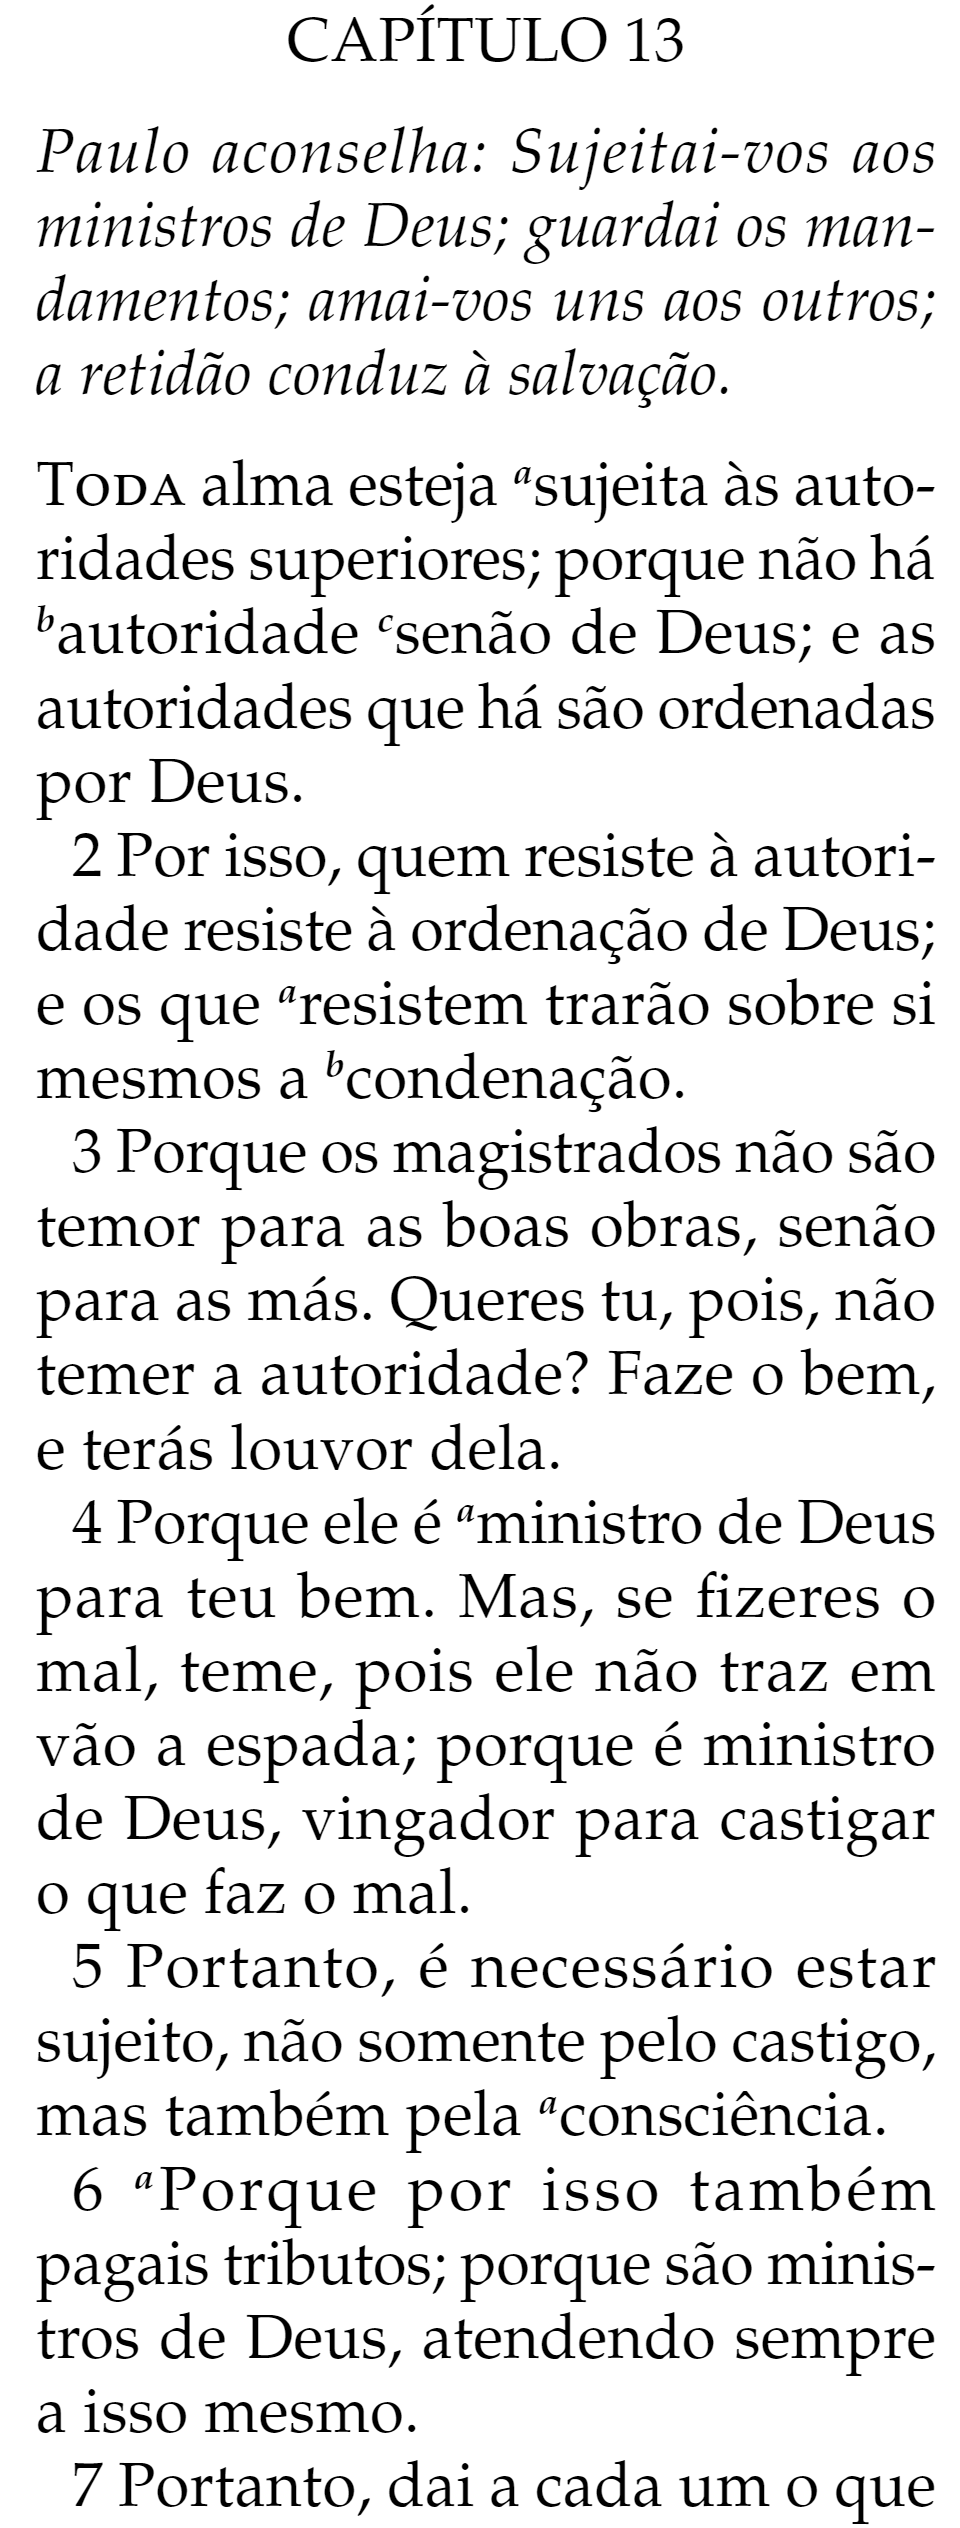 CAPÍTULO 13
Paulo aconselha: Sujeitai-vos aos
ministros de Deus; guardai os man-
damentos; amai-vos uns aos outros;
a retidão conduz à salvação.
Toda alma esteja asujeita às auto-
ridades superiores; porque não há
bautoridade csenão de Deus; e as
autoridades que há são ordenadas
por Deus.
2 Por isso, quem resiste à autori-
dade resiste à ordenação de Deus;
e os que aresistem trarão sobre si
mesmos a bcondenação.
3 Porque os magistrados não são
temor para as boas obras, senão
para as más. Queres tu, pois, não
temer a autoridade? Faze o bem,
e terás louvor dela.
4 Porque ele é aministro de Deus
para teu bem. Mas, se fizeres o
mal, teme, pois ele não traz em
vão a espada; porque é ministro
de Deus, vingador para castigar
o que faz o mal.
5 Portanto, é necessário estar
sujeito, não somente pelo castigo,
mas também pela aconsciência.
6 aPorque por isso também
pagais tributos; porque são minis-
tros de Deus, atendendo sempre
a isso mesmo.
7 Portanto, dai a cada um o que